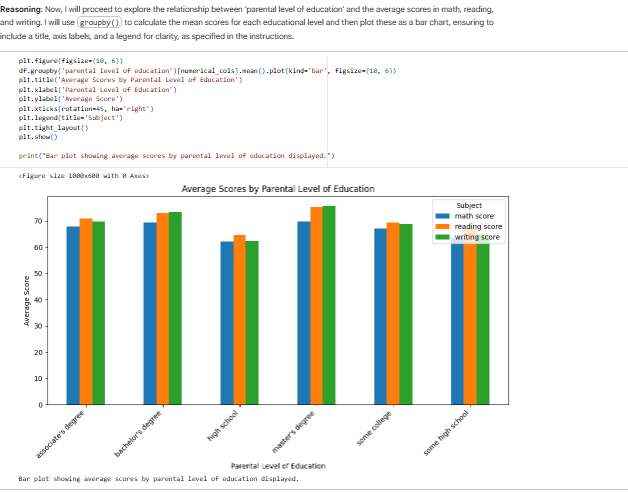 Reasoning: Now, I will proceed to explore the relationship between 'parental level of education' and the average scores in math, reading,
and writing. I will use groupby() to calculate the mean scores for each educational level and then plot these as a bar chart, ensuring to
include a title, axis labels, and a legend for clarity, as specified in the instructions.
plt.figure(figsize=(10, 6))
df.groupby('parental level of education')[numerical_cols].mean().plot(kind='bar', figsize=(10, 6))
plt.title('Average Scores by Parental Level of Education')
plt.xlabel('Parental Level of Education')
plt.ylabel('Average Score')
plt.xticks(rotation=45, ha='right')
plt.legend(title='Subject')
plt.tight_layout()
plt.show()
print("Bar plot showing average scores by parental level of education displayed.")
<Figure size 1000x600 with 0 Axes>
Average Scores by Parental Level of Education
Subject
math score
reading score
writing score
70
60
50
40
30
20
10
0
Average Score
associate's degree
bachelor's degree
high school
master's degree
some college
some high school
Parental Level of Education
Bar plot showing average scores by parental level of education displayed.